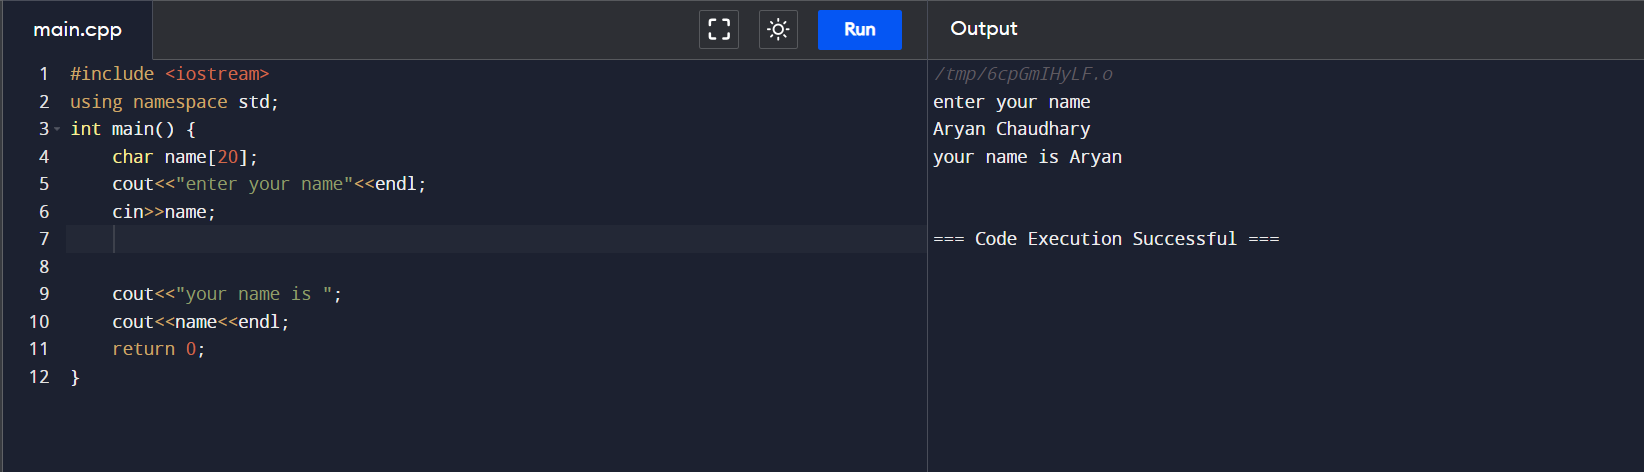 main.cpp
Run
Output
1 #include <iostream>
2 using namespace std;
3 int main() {
4     char name[20];
5     cout<<"enter your name"<<endl;
6     cin>>name;
7
8
9     cout<<"your name is ";
10     cout<<name<<endl;
11     return 0;
12 }
/tmp/6cpGmIHyLF.o
enter your name
Aryan Chaudhary
your name is Aryan
=== Code Execution Successful ===